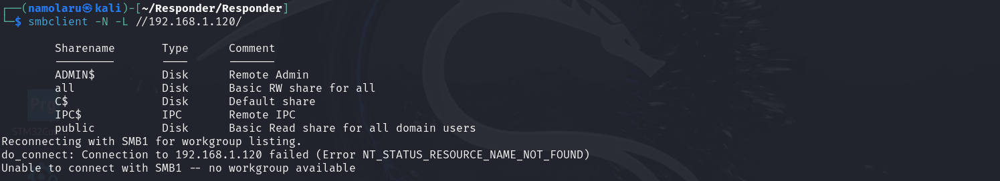 ┌──(namolaru㉿kali)-[~/Responder/Responder]
└─$ smbclient -N -L //192.168.1.120/
Sharename       Type      Comment
---------       ----      -------
ADMIN$          Disk      Remote Admin
all             Disk      Basic RW share for all
C$              Disk      Default share
IPC$            IPC       Remote IPC
public          Disk      Basic Read share for all domain users
Reconnecting with SMB1 for workgroup listing.
do_connect: Connection to 192.168.1.120 failed (Error NT_STATUS_RESOURCE_NAME_NOT_FOUND)
Unable to connect with SMB1 -- no workgroup available